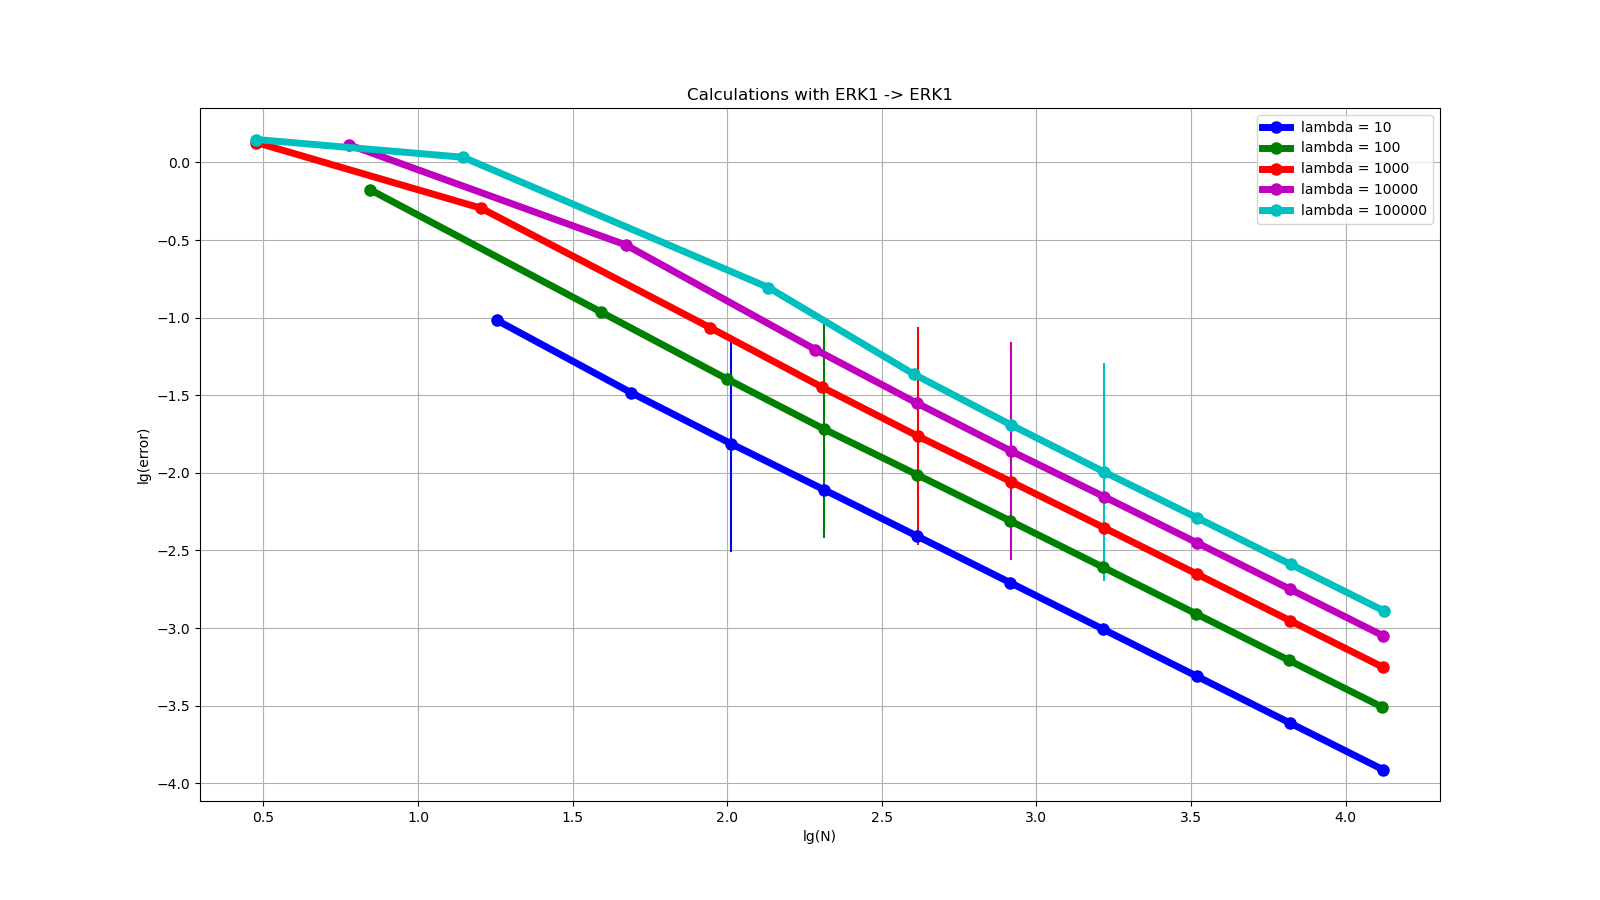 Calculations with ERK1 -> ERK1
lambda = 10
lambda = 100
lambda = 1000
lambda = 10000
lambda = 100000
lg(error)
0.0
−0.5
−1.0
−1.5
−2.0
−2.5
−3.0
−3.5
−4.0
0.5 1.0 1.5 2.0 2.5 3.0 3.5 4.0
lg(N)